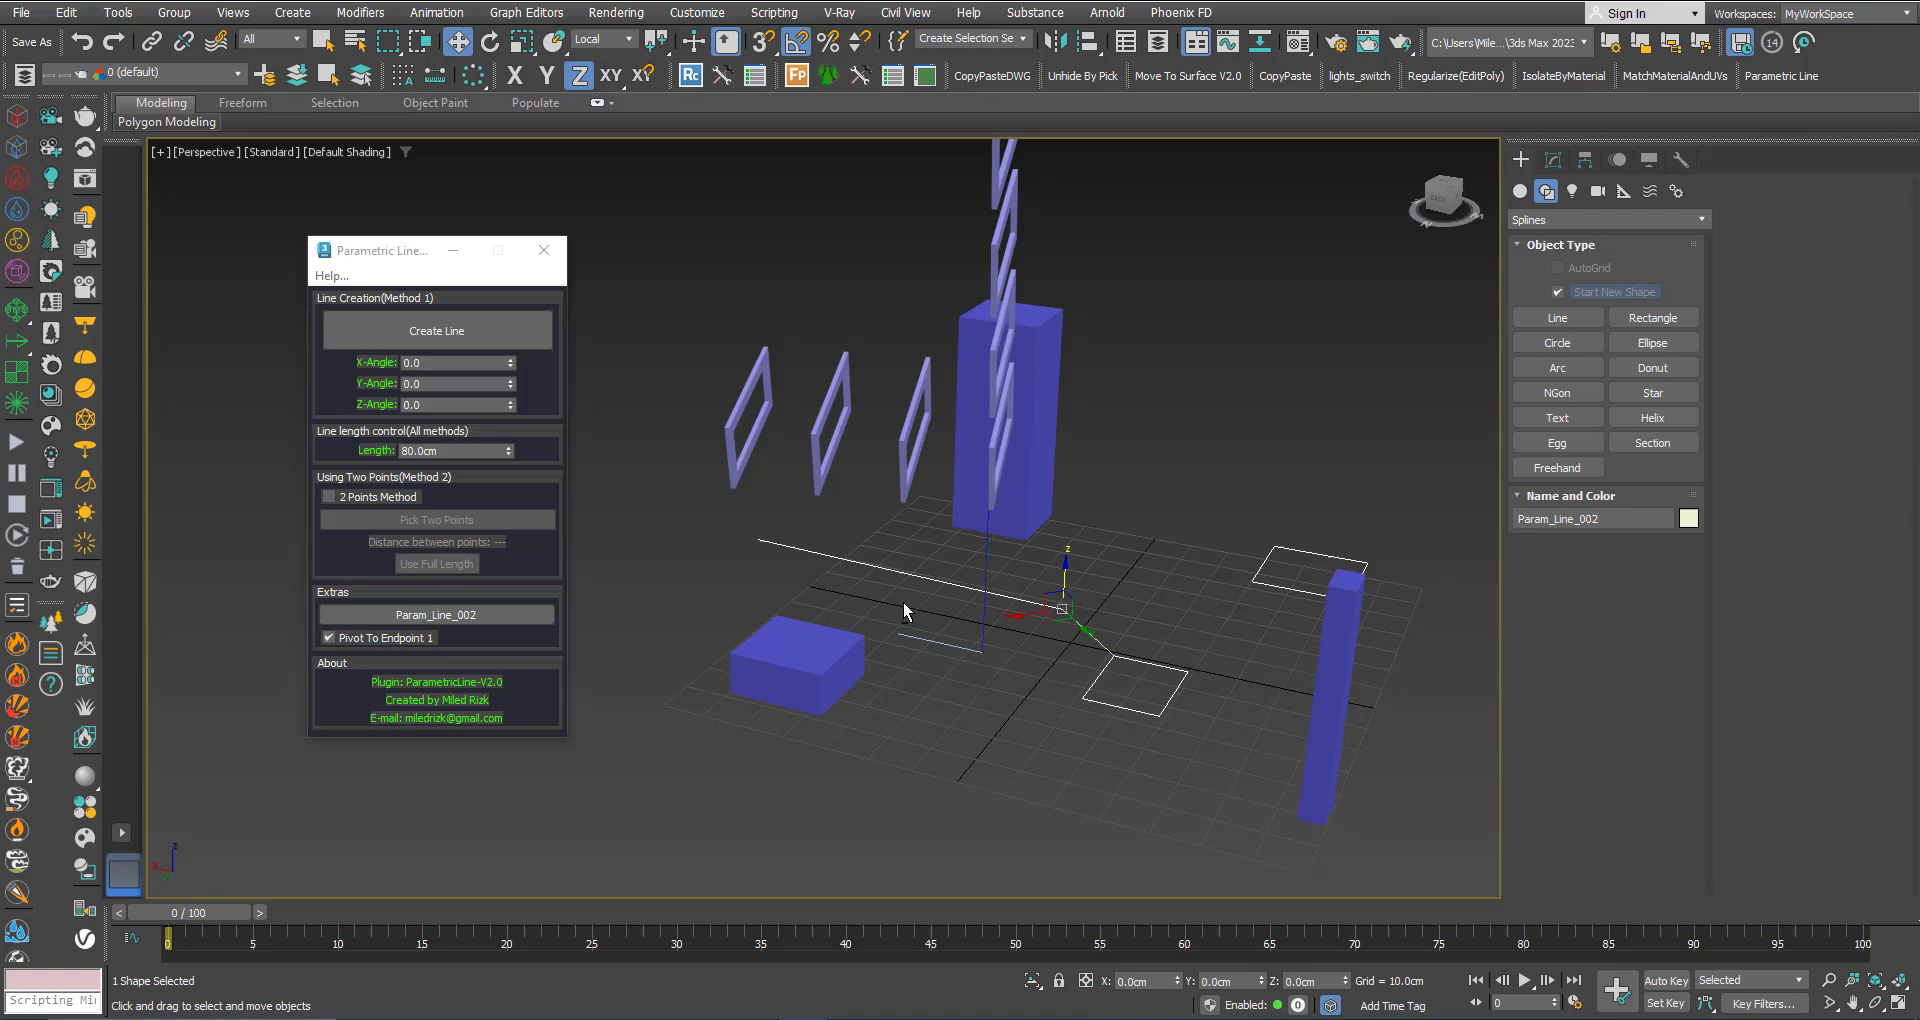 File Edit Tools Group Views Create Modifiers Animation Graph Editors Rendering Customize Scripting V-Ray Civil View Help Substance Arnold Phoenix FD Sign In Workspaces: MyWorkSpace
Save As All Local Create Selection Se C:\Users\Mile...\3ds Max 2023 14
0 (default) X Y Z XY XY Rc FP CopyPasteDWG Unhide By Pick Move To Surface V2.0 CopyPaste lights_switch Regularize(EditPoly) IsolateByMaterial MatchMaterialAndUVs Parametric Line
Modeling Freeform Selection Object Paint Populate
Polygon Modeling
[+] [Perspective] [Standard] [Default Shading]
Parametric Line...
Help...
Line Creation(Method 1)
Create Line
X-Angle: 0.0
Y-Angle: 0.0
Z-Angle: 0.0
Line length control(All methods)
Length: 80.0cm
Using Two Points(Method 2)
2 Points Method
Pick Two Points
Distance between points: ---
Use Full Length
Extras
Param_Line_002
Pivot To Endpoint 1
About
Plugin: ParametricLine-V2.0
Created by Miled Rizk
E-mail: miledrizk@gmail.com
BACK
z
z
x
Splines
Object Type
AutoGrid
Start New Shape
Line Rectangle
Circle Ellipse
Arc Donut
NGon Star
Text Helix
Egg Section
Freehand
Name and Color
Param_Line_002
< 0 / 100 >
0 5 10 15 20 25 30 35 40 45 50 55 60 65 70 75 80 85 90 95 100
1 Shape Selected X: 0.0cm Y: 0.0cm Z: 0.0cm Grid = 10.0cm Auto Key Selected
Scripting Mi Click and drag to select and move objects Enabled: 0 Add Time Tag 0 Set Key Key Filters...